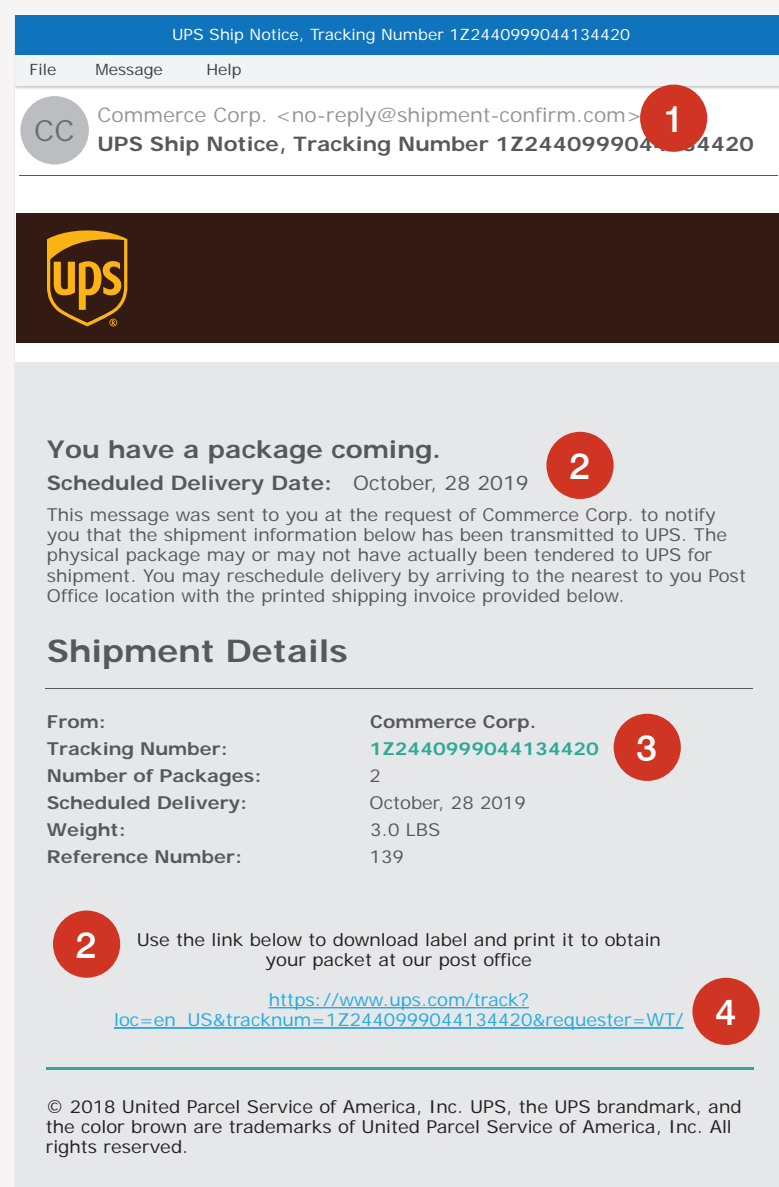 UPS Ship Notice, Tracking Number 1Z2440999044134420
File Message Help
CC
Commerce Corp. <no-reply@shipment-confirm.com>
1
UPS Ship Notice, Tracking Number 1Z2440999044134420
ups
®
You have a package coming.
2
Scheduled Delivery Date: October, 28 2019
This message was sent to you at the request of Commerce Corp. to notify
you that the shipment information below has been transmitted to UPS. The
physical package may or may not have actually been tendered to UPS for
shipment. You may reschedule delivery by arriving to the nearest to you Post
Office location with the printed shipping invoice provided below.
Shipment Details
From: Commerce Corp.
Tracking Number: 1Z2440999044134420
3
Number of Packages: 2
Scheduled Delivery: October, 28 2019
Weight: 3.0 LBS
Reference Number: 139
2
Use the link below to download label and print it to obtain
your packet at our post office
https://www.ups.com/track?
loc=en_US&tracknum=1Z2440999044134420&requester=WT/
4
© 2018 United Parcel Service of America, Inc. UPS, the UPS brandmark, and
the color brown are trademarks of United Parcel Service of America, Inc. All
rights reserved.